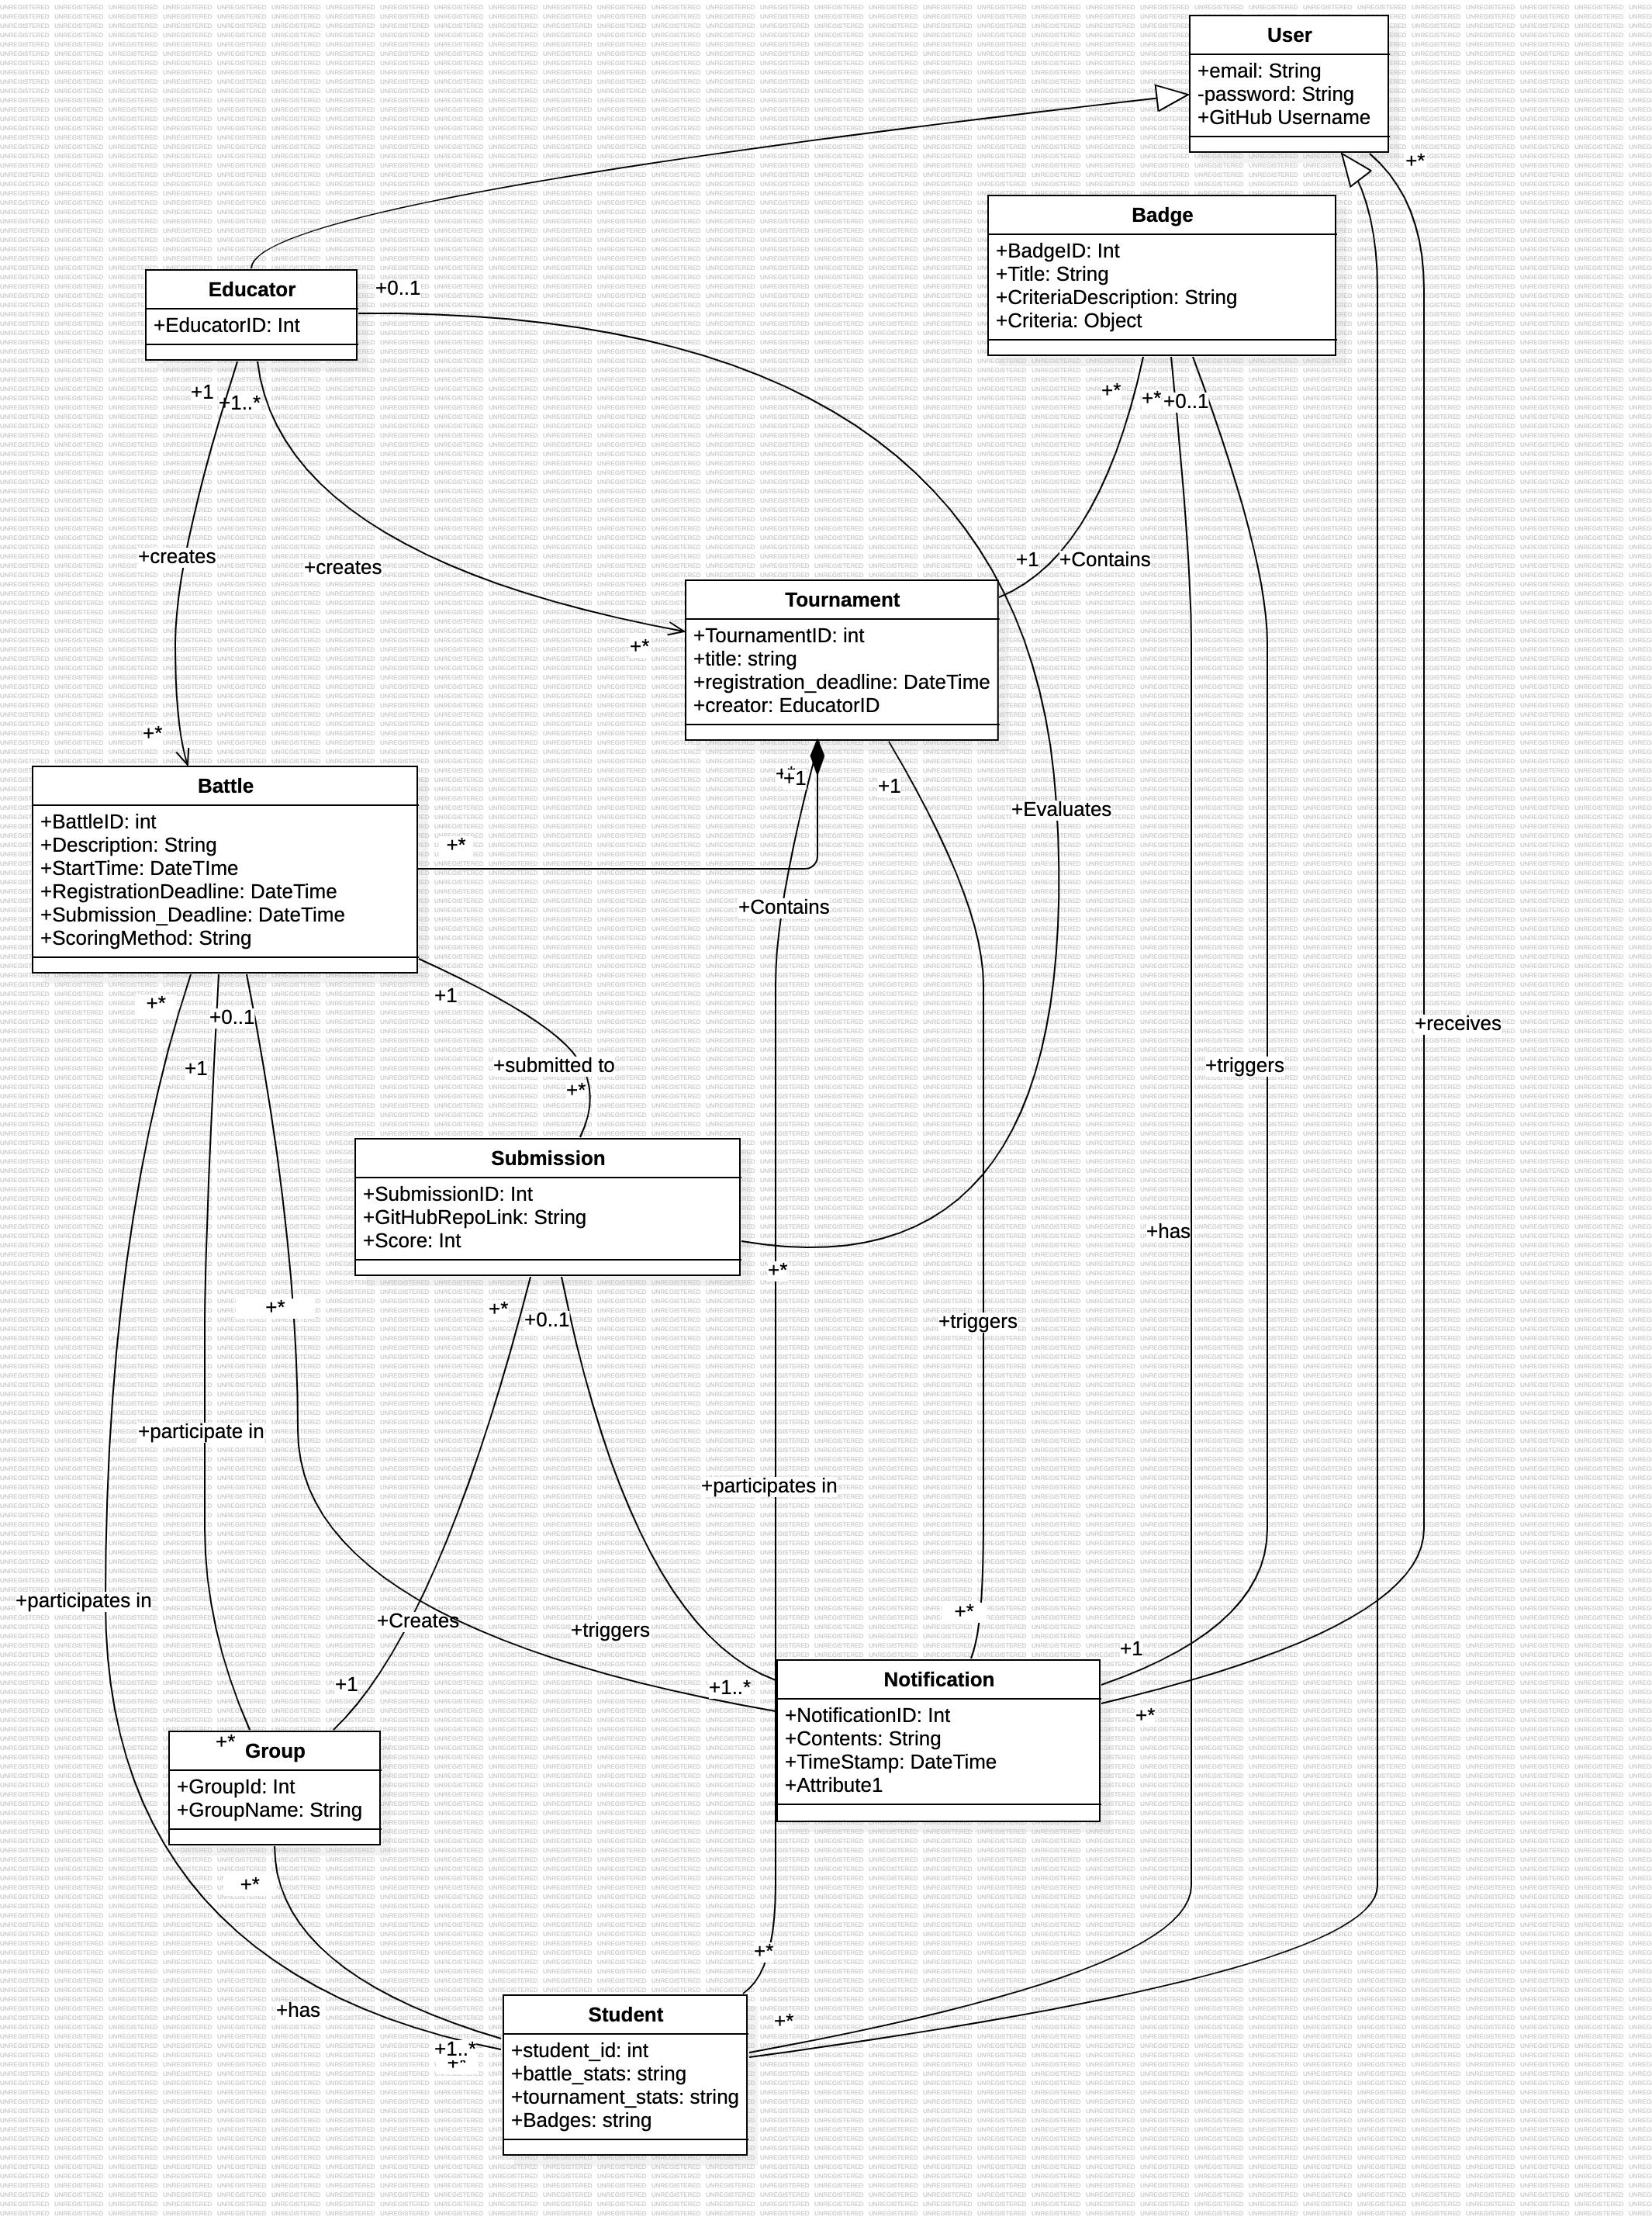 User
+email: String
-password: String
+GitHub Username
+*
Badge
+BadgeID: Int
+Title: String
+CriteriaDescription: String
+Criteria: Object
Educator
+EducatorID: Int
+0..1
+1
+1..*
+*
+*
+0..1
+creates
+creates
+1
+Contains
Tournament
+TournamentID: int
+title: string
+registration_deadline: DateTime
+creator: EducatorID
+*
+*
Battle
+BattleID: int
+Description: String
+StartTime: DateTIme
+RegistrationDeadline: DateTime
+Submission_Deadline: DateTime
+ScoringMethod: String
+1
+1
+Evaluates
+*
+Contains
+*
+0..1
+1
+1
+submitted to
+*
+receives
+triggers
Submission
+SubmissionID: Int
+GitHubRepoLink: String
+Score: Int
+has
+*
+*
+*
+0..1
+triggers
+participate in
+participates in
+participates in
+Creates
+triggers
+*
+1
+1
+1..*
Notification
+NotificationID: Int
+Contents: String
+TimeStamp: DateTime
+Attribute1
+*
+*
Group
+GroupId: Int
+GroupName: String
+*
+*
+has
+*
+1..*
Student
+student_id: int
+battle_stats: string
+tournament_stats: string
+Badges: string
UNREGISTERED